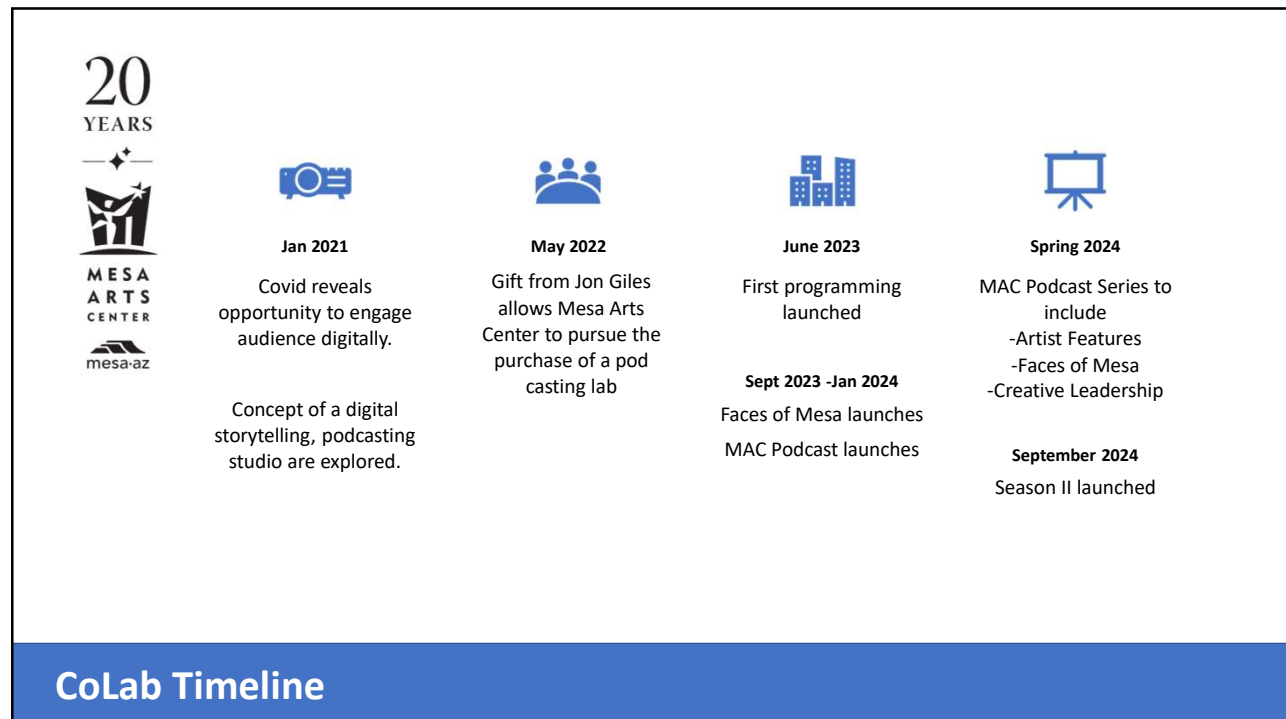 20
YEARS
MESA
ARTS
CENTER
mesa·az
Jan 2021
Covid reveals
opportunity to engage
audience digitally.
Concept of a digital
storytelling, podcasting
studio are explored.
May 2022
Gift from Jon Giles
allows Mesa Arts
Center to pursue the
purchase of a pod
casting lab
June 2023
First programming
launched
Sept 2023 -Jan 2024
Faces of Mesa launches
MAC Podcast launches
Spring 2024
MAC Podcast Series to
include
-Artist Features
-Faces of Mesa
-Creative Leadership
September 2024
Season II launched
CoLab Timeline